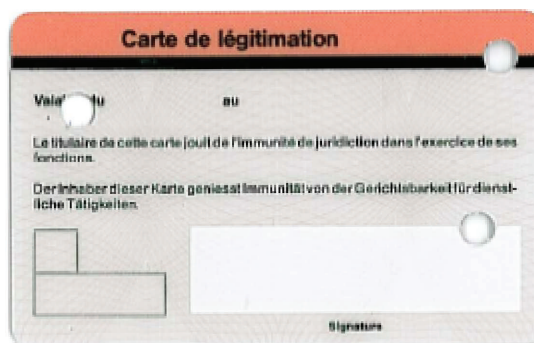 Carte de légitimation
du au
Le titulaire de cette carte jouit de l'immunité de juridiction dans l'exercice de ses
fonctions.
Der Inhaber dieser Karte geniesst Immunität von der Gerichtsbarkeit für dienst-
liche Tätigkeiten.
Signature